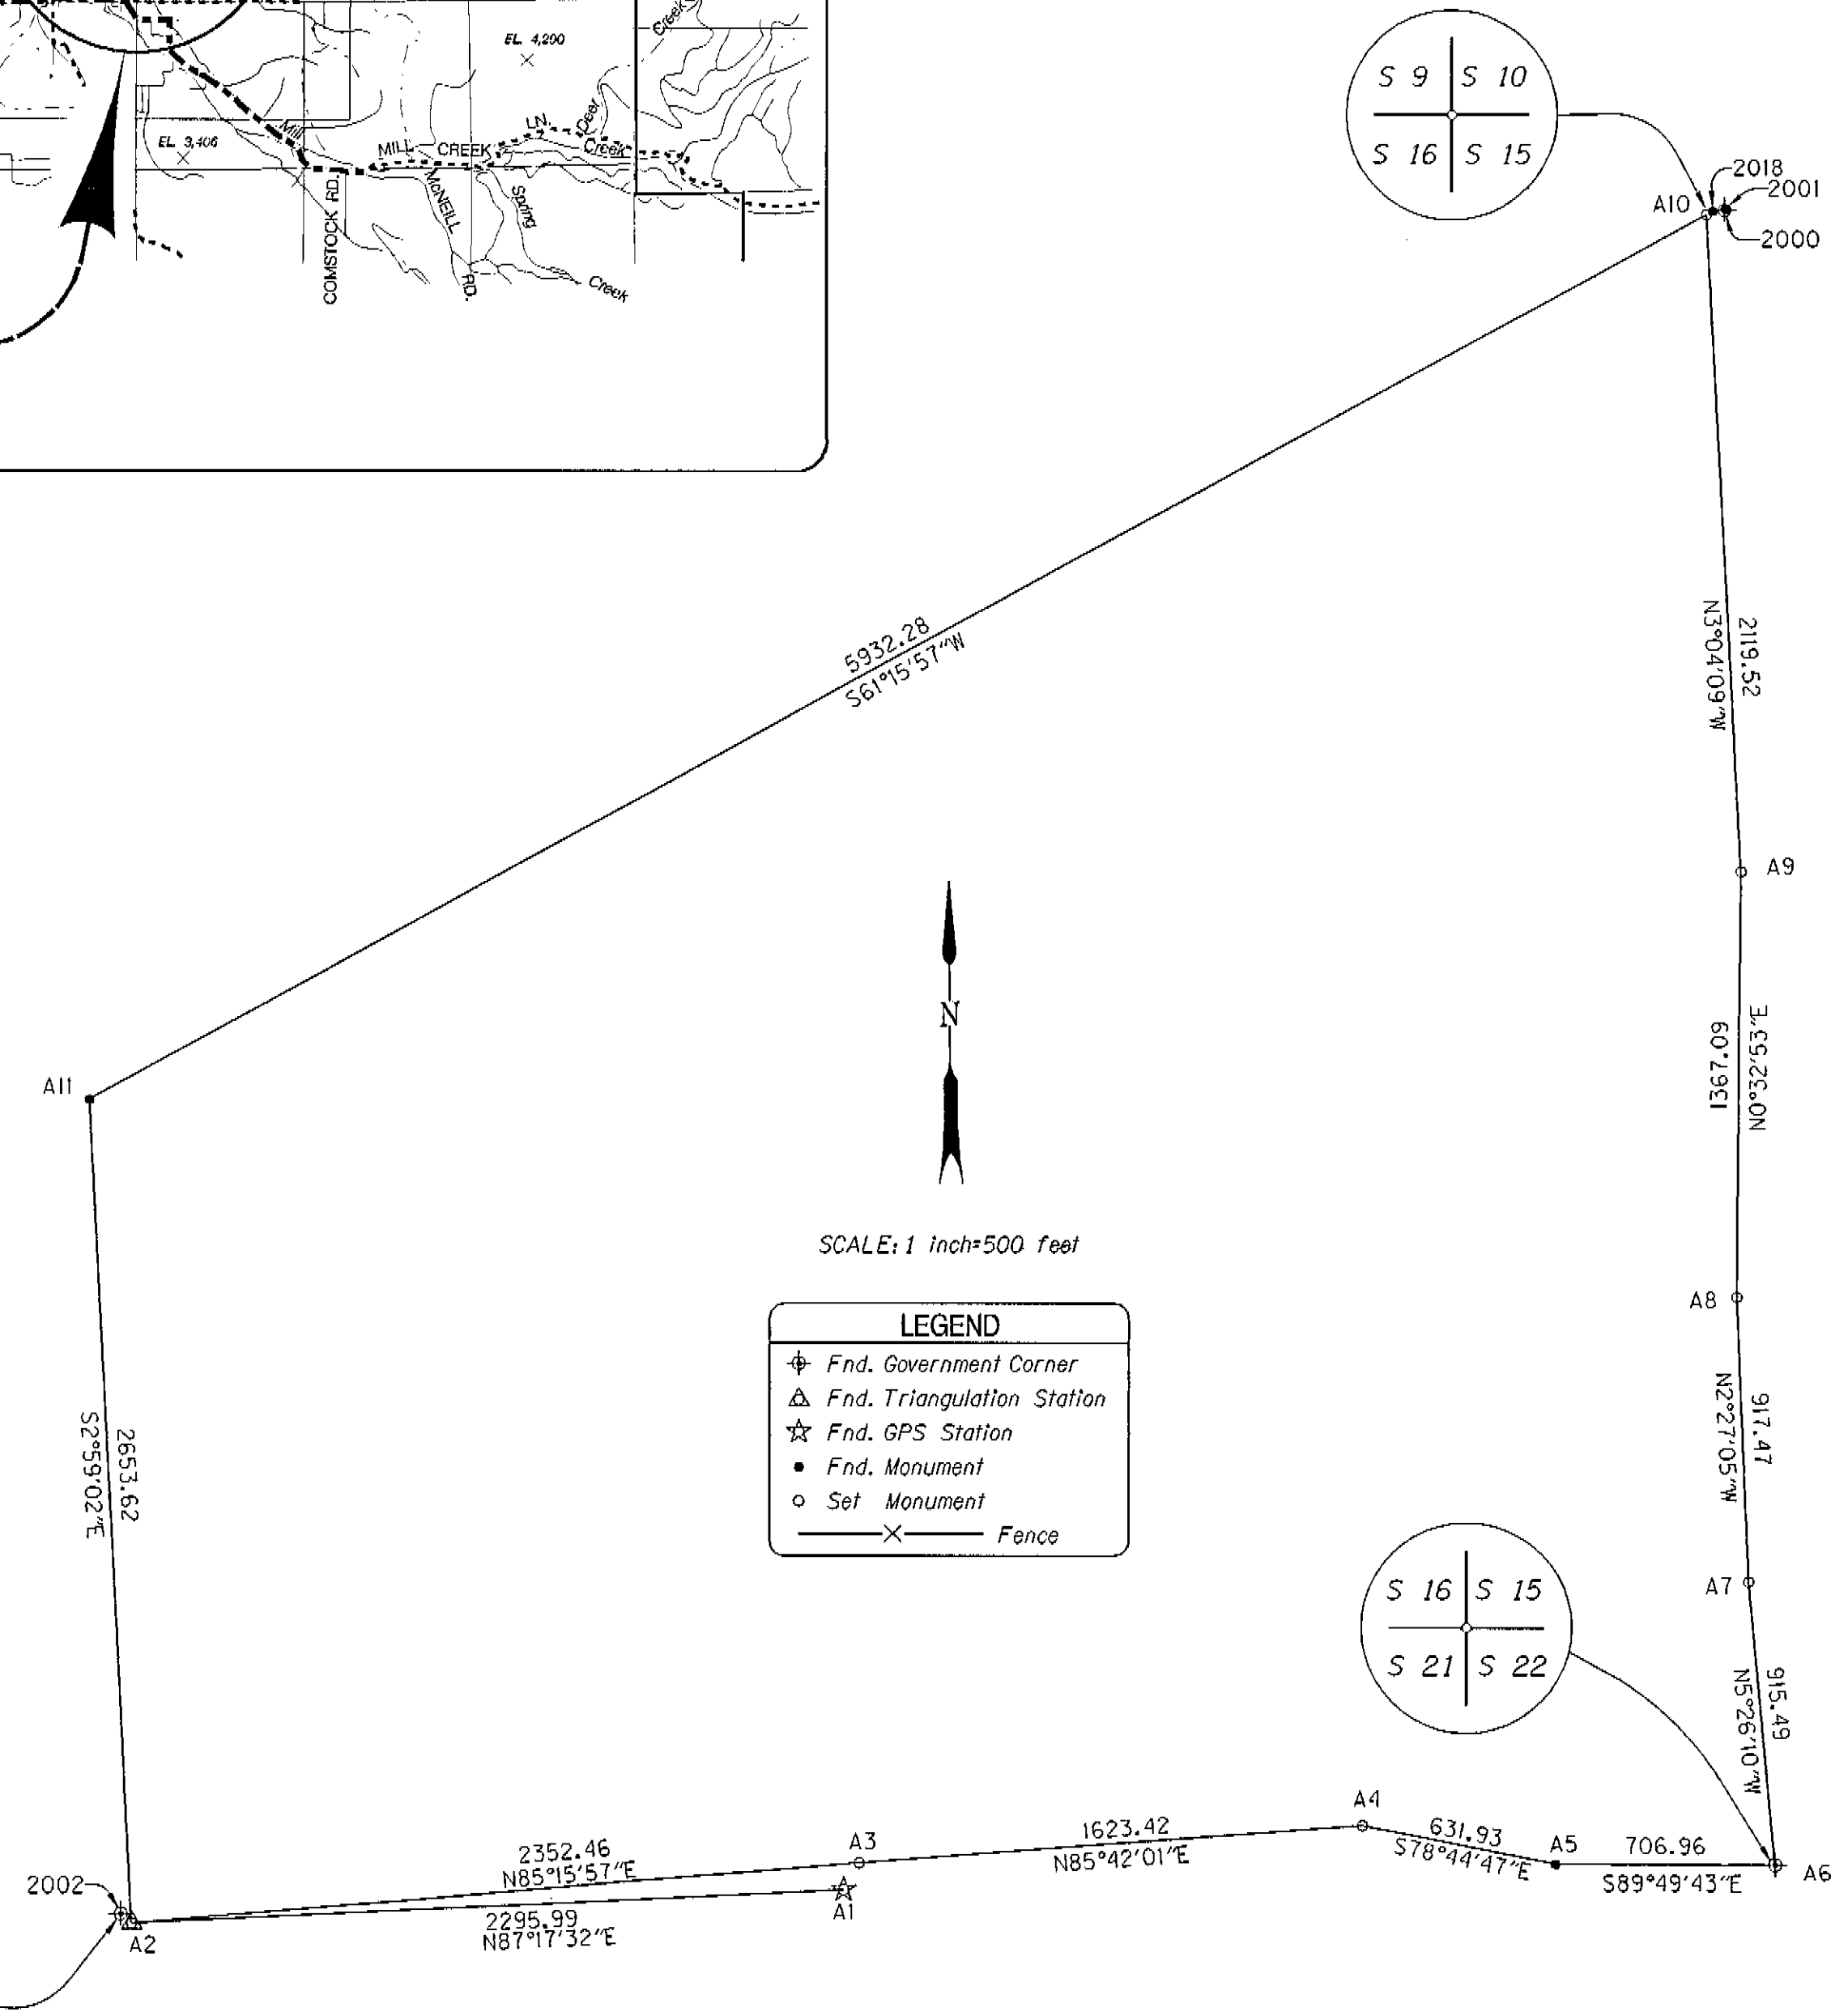 EL. 4,200
Creek
EL. 3,406
Mill
MILL CREEK LN.
Deer
Creek
COMSTOCK RD.
McNEILL RD.
Spring
Creek
S 9 S 10
S 16 S 15
2018
2001
A10
2000
5932.28
S61°15'57"W
2119.52
N3°04'09"W
A9
N0°32'53"E
1367.09
A11
N
SCALE: 1 inch=500 feet
A8
LEGEND
Fnd. Government Corner
Fnd. Triangulation Station
Fnd. GPS Station
Fnd. Monument
Set Monument
Fence
917.47
N2°27'05"W
2653.62
S2°59'02"E
A7
S 16 S 15
S 21 S 22
915.49
N5°26'10"W
A4
1623.42
N85°42'01"E
631.93
S78°44'47"E
A5
706.96
S89°49'43"E
A6
A3
2352.46
N85°15'57"E
2002
A1
2295.99
N87°17'32"E
A2